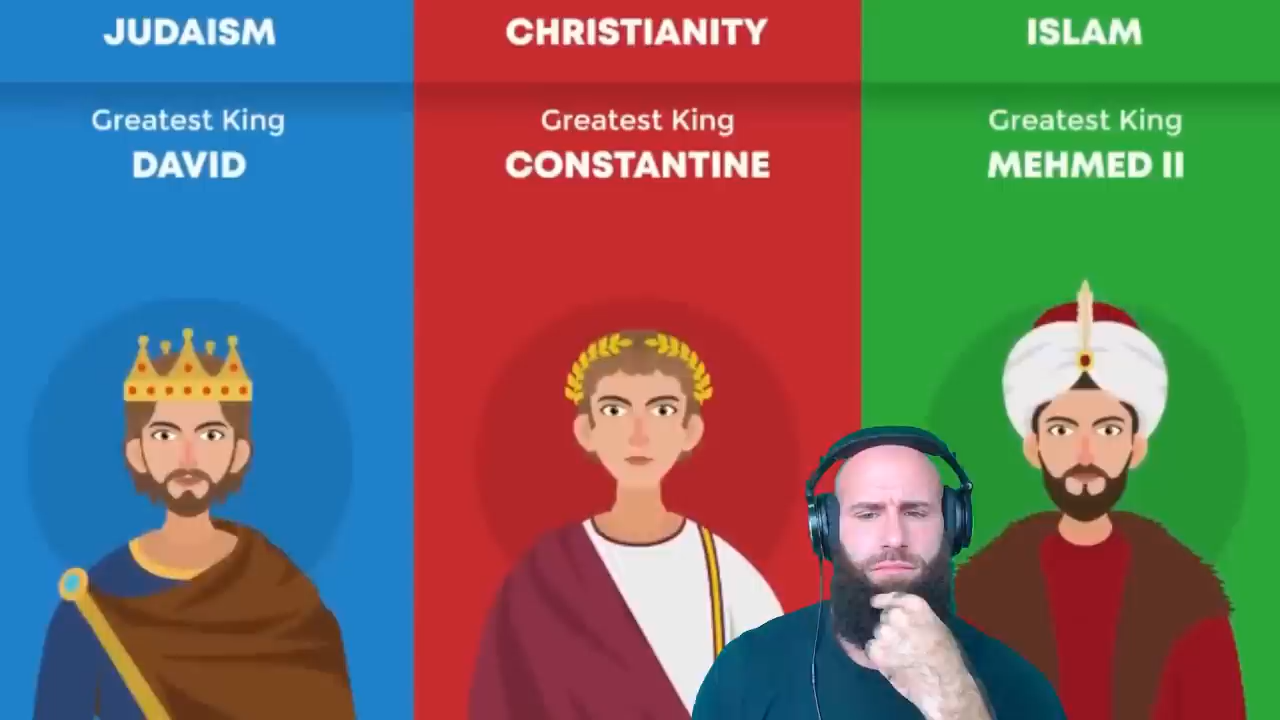 JUDAISM
Greatest King
DAVID
CHRISTIANITY
Greatest King
CONSTANTINE
ISLAM
Greatest King
MEHMED II